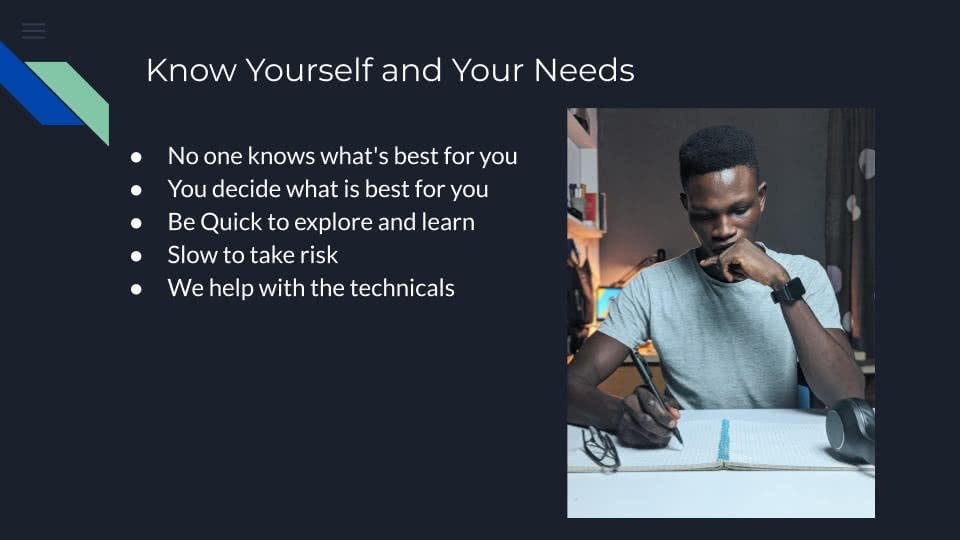 Know Yourself and Your Needs
● No one knows what's best for you
● You decide what is best for you
● Be Quick to explore and learn
● Slow to take risk
● We help with the technicals